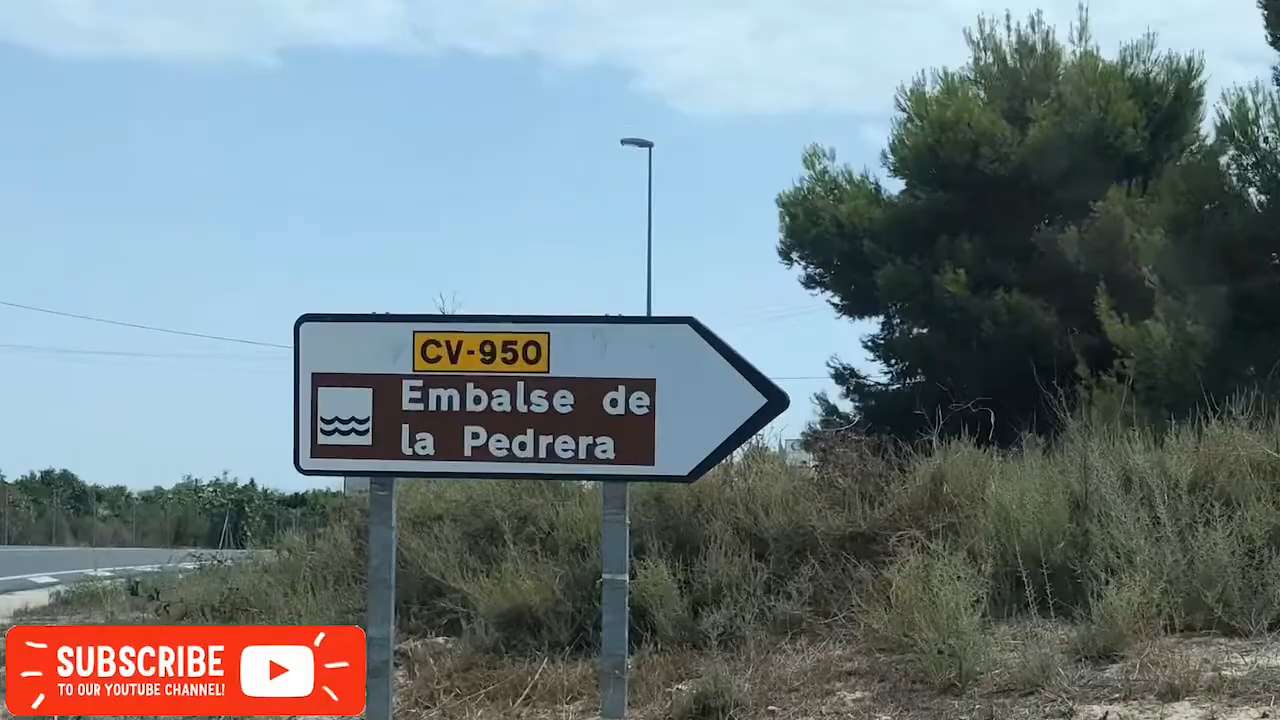 CV-950
Embalse de
la Pedrera
SUBSCRIBE
TO OUR YOUTUBE CHANNEL!